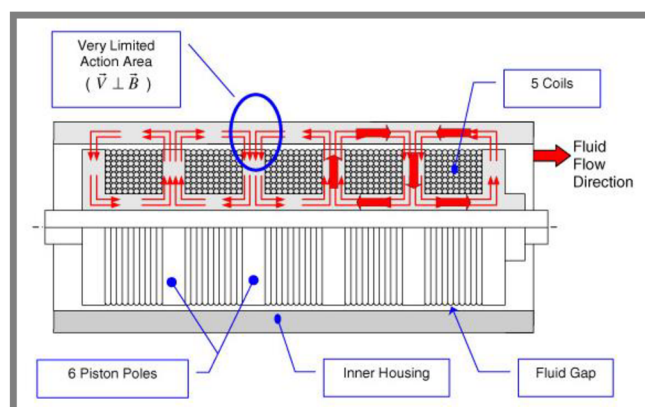 Very Limited
Action Area
( V⃗ ⊥ B⃗ )
5 Coils
Fluid
Flow
Direction
6 Piston Poles
Inner Housing
Fluid Gap